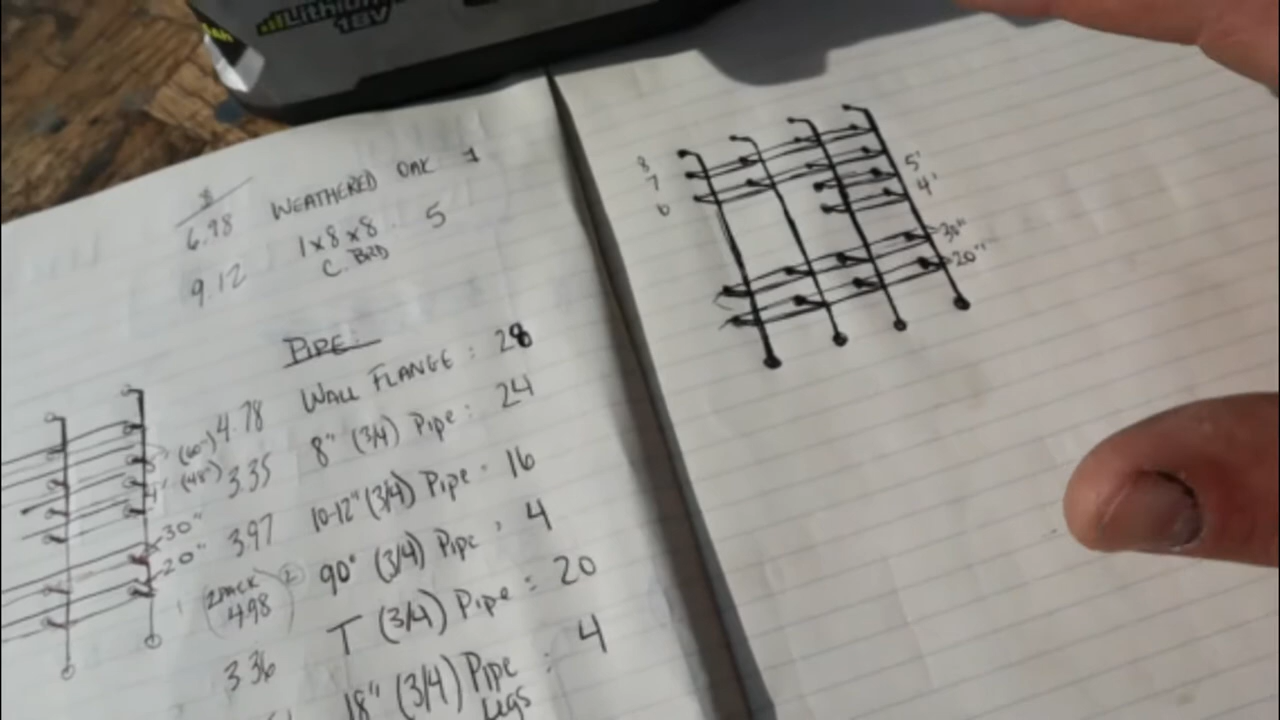 Lithium
18V
$
6.98 WEATHERED OAK 1
9.12 1x8x8 5
C. BRD
PIPE:
4.78 WALL FLANGE : 28
(60") 
(48") 3.35 8" (3/4) Pipe : 24
4'
30" 3.97 10-12" (3/4) Pipe - 16
20"
(2PACK 4.98) 2 90° (3/4) Pipe : 4
3.36 T (3/4) Pipe : 20
18" (3/4) Pipe : 4
Legs
8
7
6
5'
4'
30"
20"